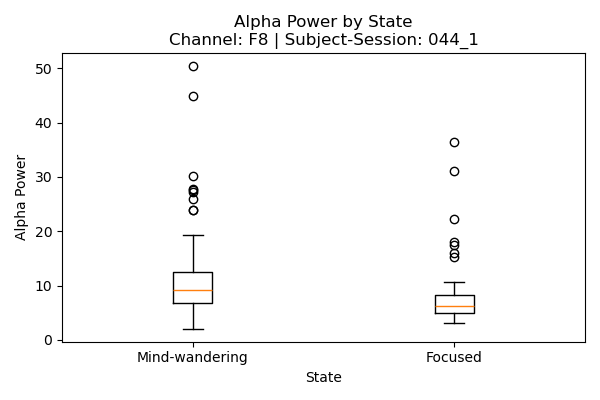 Alpha Power by State
Channel: F8 | Subject-Session: 044_1
Alpha Power
50
40
30
20
10
0
Mind-wandering Focused
State